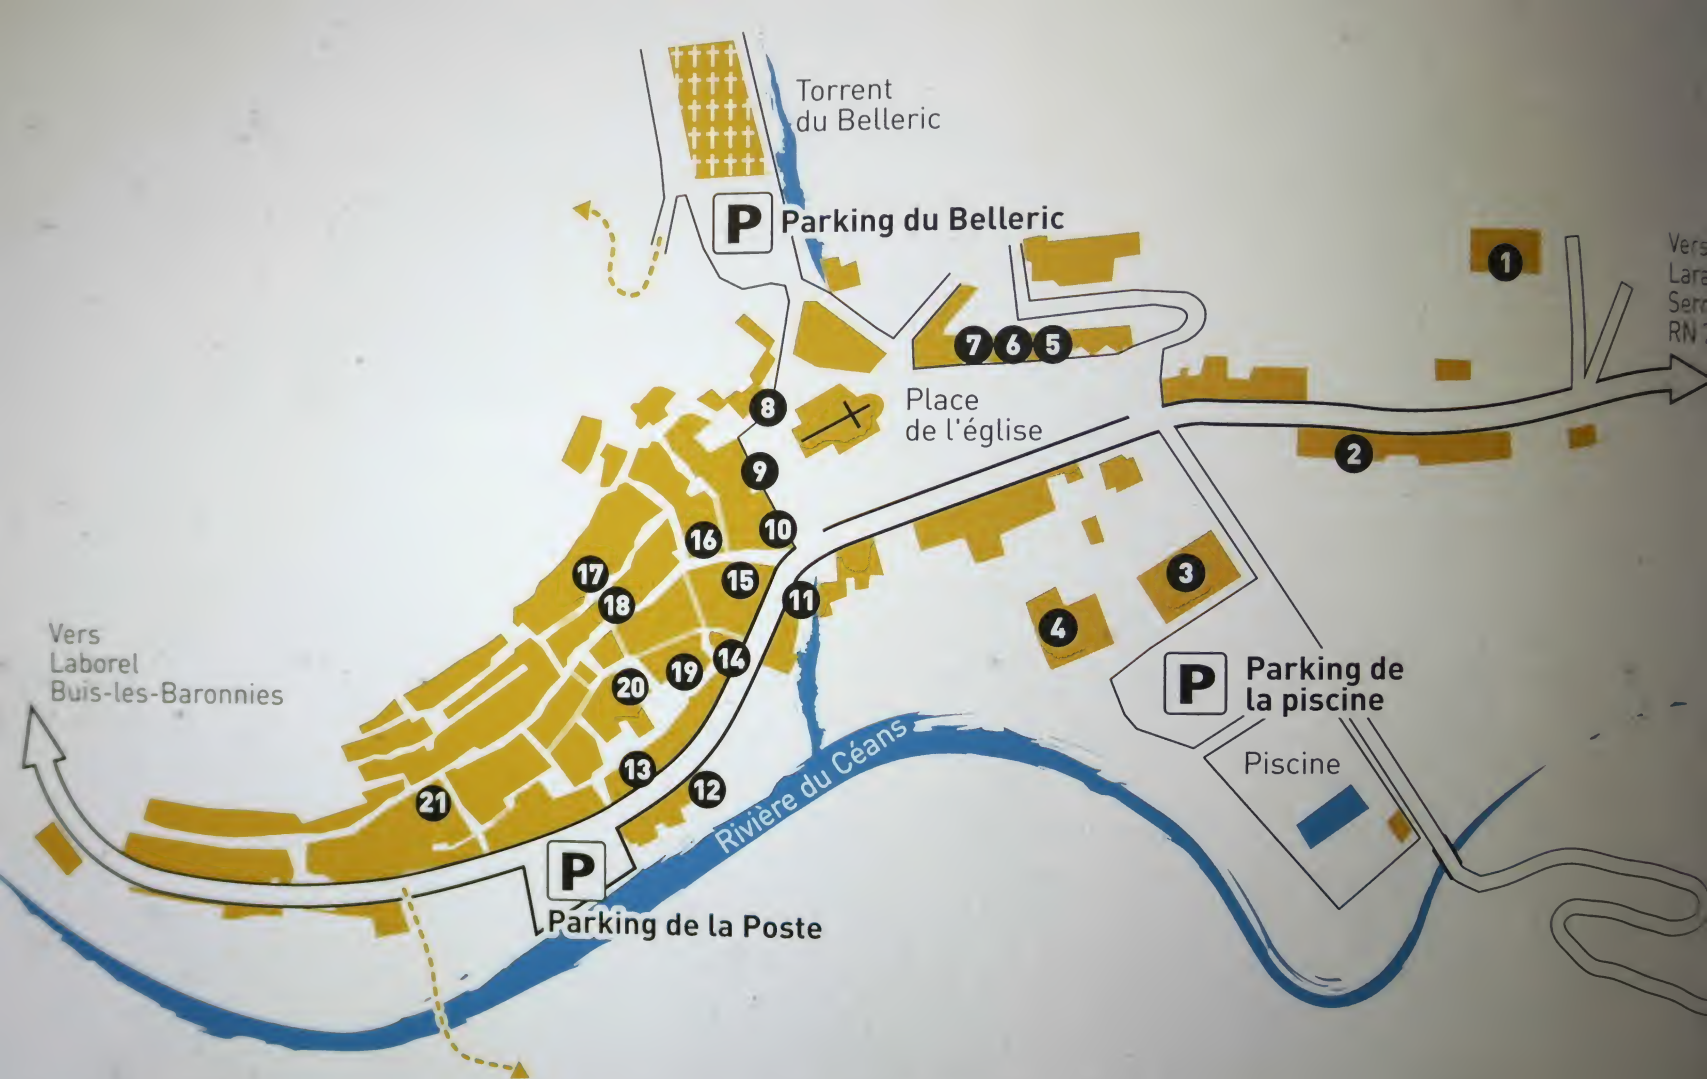 Torrent
du Belleric
P Parking du Belleric
1
Vers
RN
7 6 5
8
Place
de l'église
9
2
10
16
17
15
3
18
11
4
Vers
Laborel
Buis-les-Baronnies
14
19
20
P Parking de
la piscine
Rivière du Céans
Piscine
13
12
21
P
Parking de la Poste